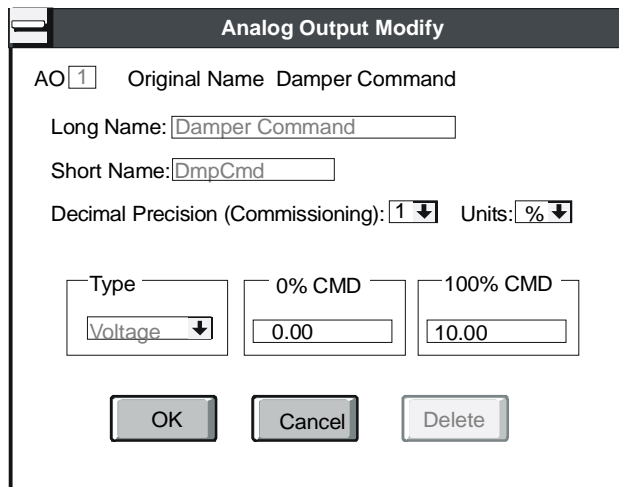 Analog Output Modify
AO 1 Original Name Damper Command
Long Name: Damper Command
Short Name: DmpCmd
Decimal Precision (Commissioning): 1 Units: %
Type 0% CMD 100% CMD
Voltage 0.00 10.00
OK Cancel Delete